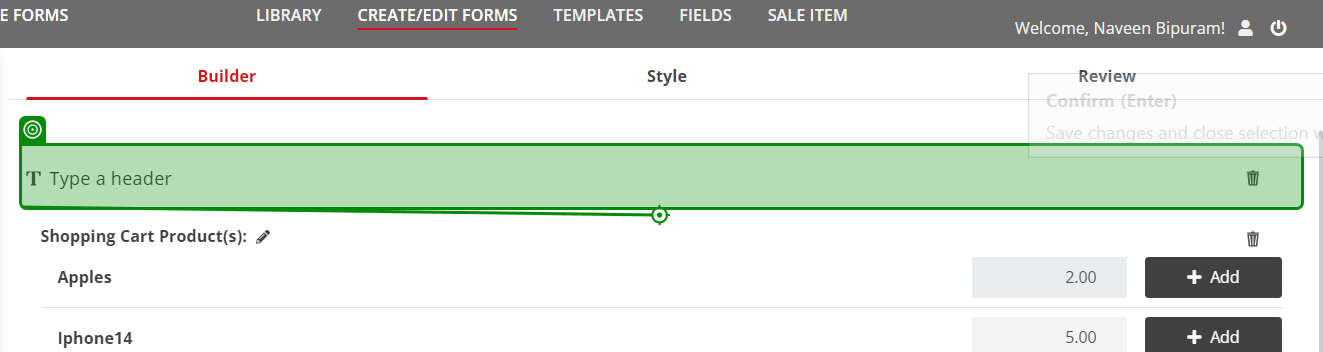 E FORMS LIBRARY CREATE/EDIT FORMS TEMPLATES FIELDS SALE ITEM
Welcome, Naveen Bipuram!
Builder Style Review
Confirm (Enter)
Save changes and close selection
T Type a header
Shopping Cart Product(s):
Apples 2.00 Add
Iphone14 5.00 Add